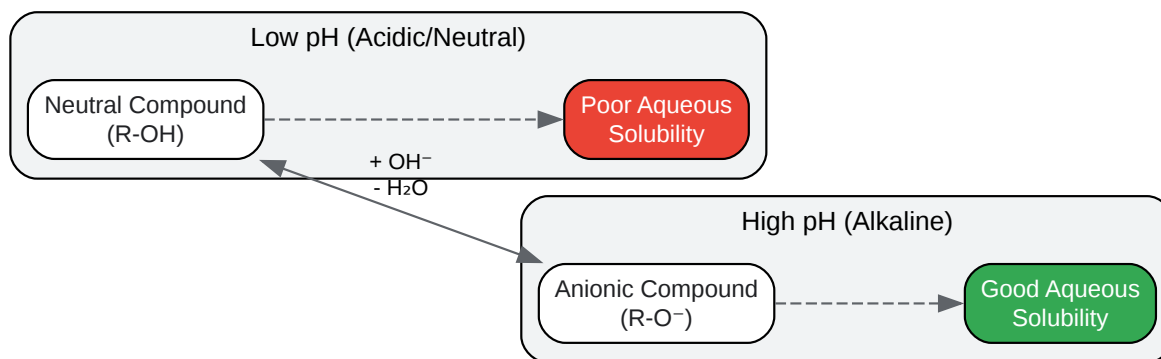 Low pH (Acidic/Neutral)
Neutral Compound
(R-OH)
Poor Aqueous
Solubility
+ OH⁻
- H₂O
High pH (Alkaline)
Anionic Compound
(R-O⁻)
Good Aqueous
Solubility